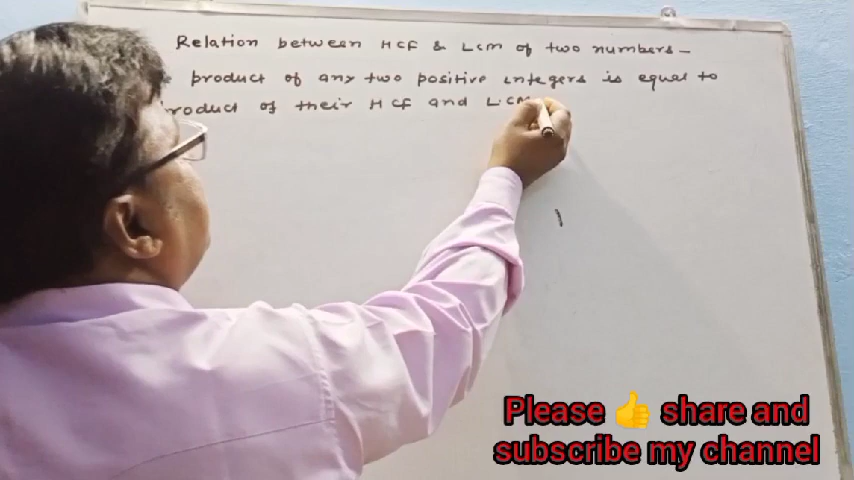 Relation between HCF & LCM of two numbers -
product of any two positive integers is equal to
product of their HCF and LCM
Please 👍 share and
subscribe my channel